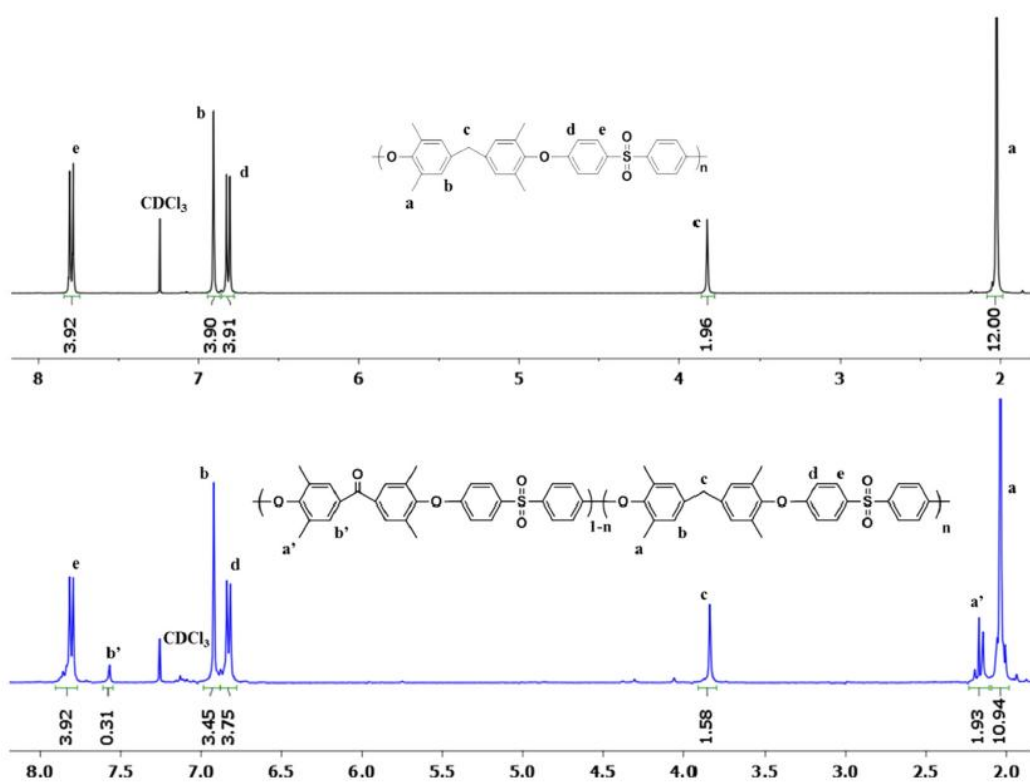 b
e
d
CDCl₃
c
a
c
d
e
O
O
O
S
O
n
b
a
3.92
3.90
3.91
1.96
12.00
8
7
6
5
4
3
2
b
e
d
CDCl₃
b'
c
a'
a
O
O
O
O
S
O
1-n
a'
b'
c
d
e
O
O
O
S
O
n
a
b
3.92
0.31
3.45
3.75
1.58
1.93
10.94
8.0
7.5
7.0
6.5
6.0
5.5
5.0
4.5
4.0
3.5
3.0
2.5
2.0